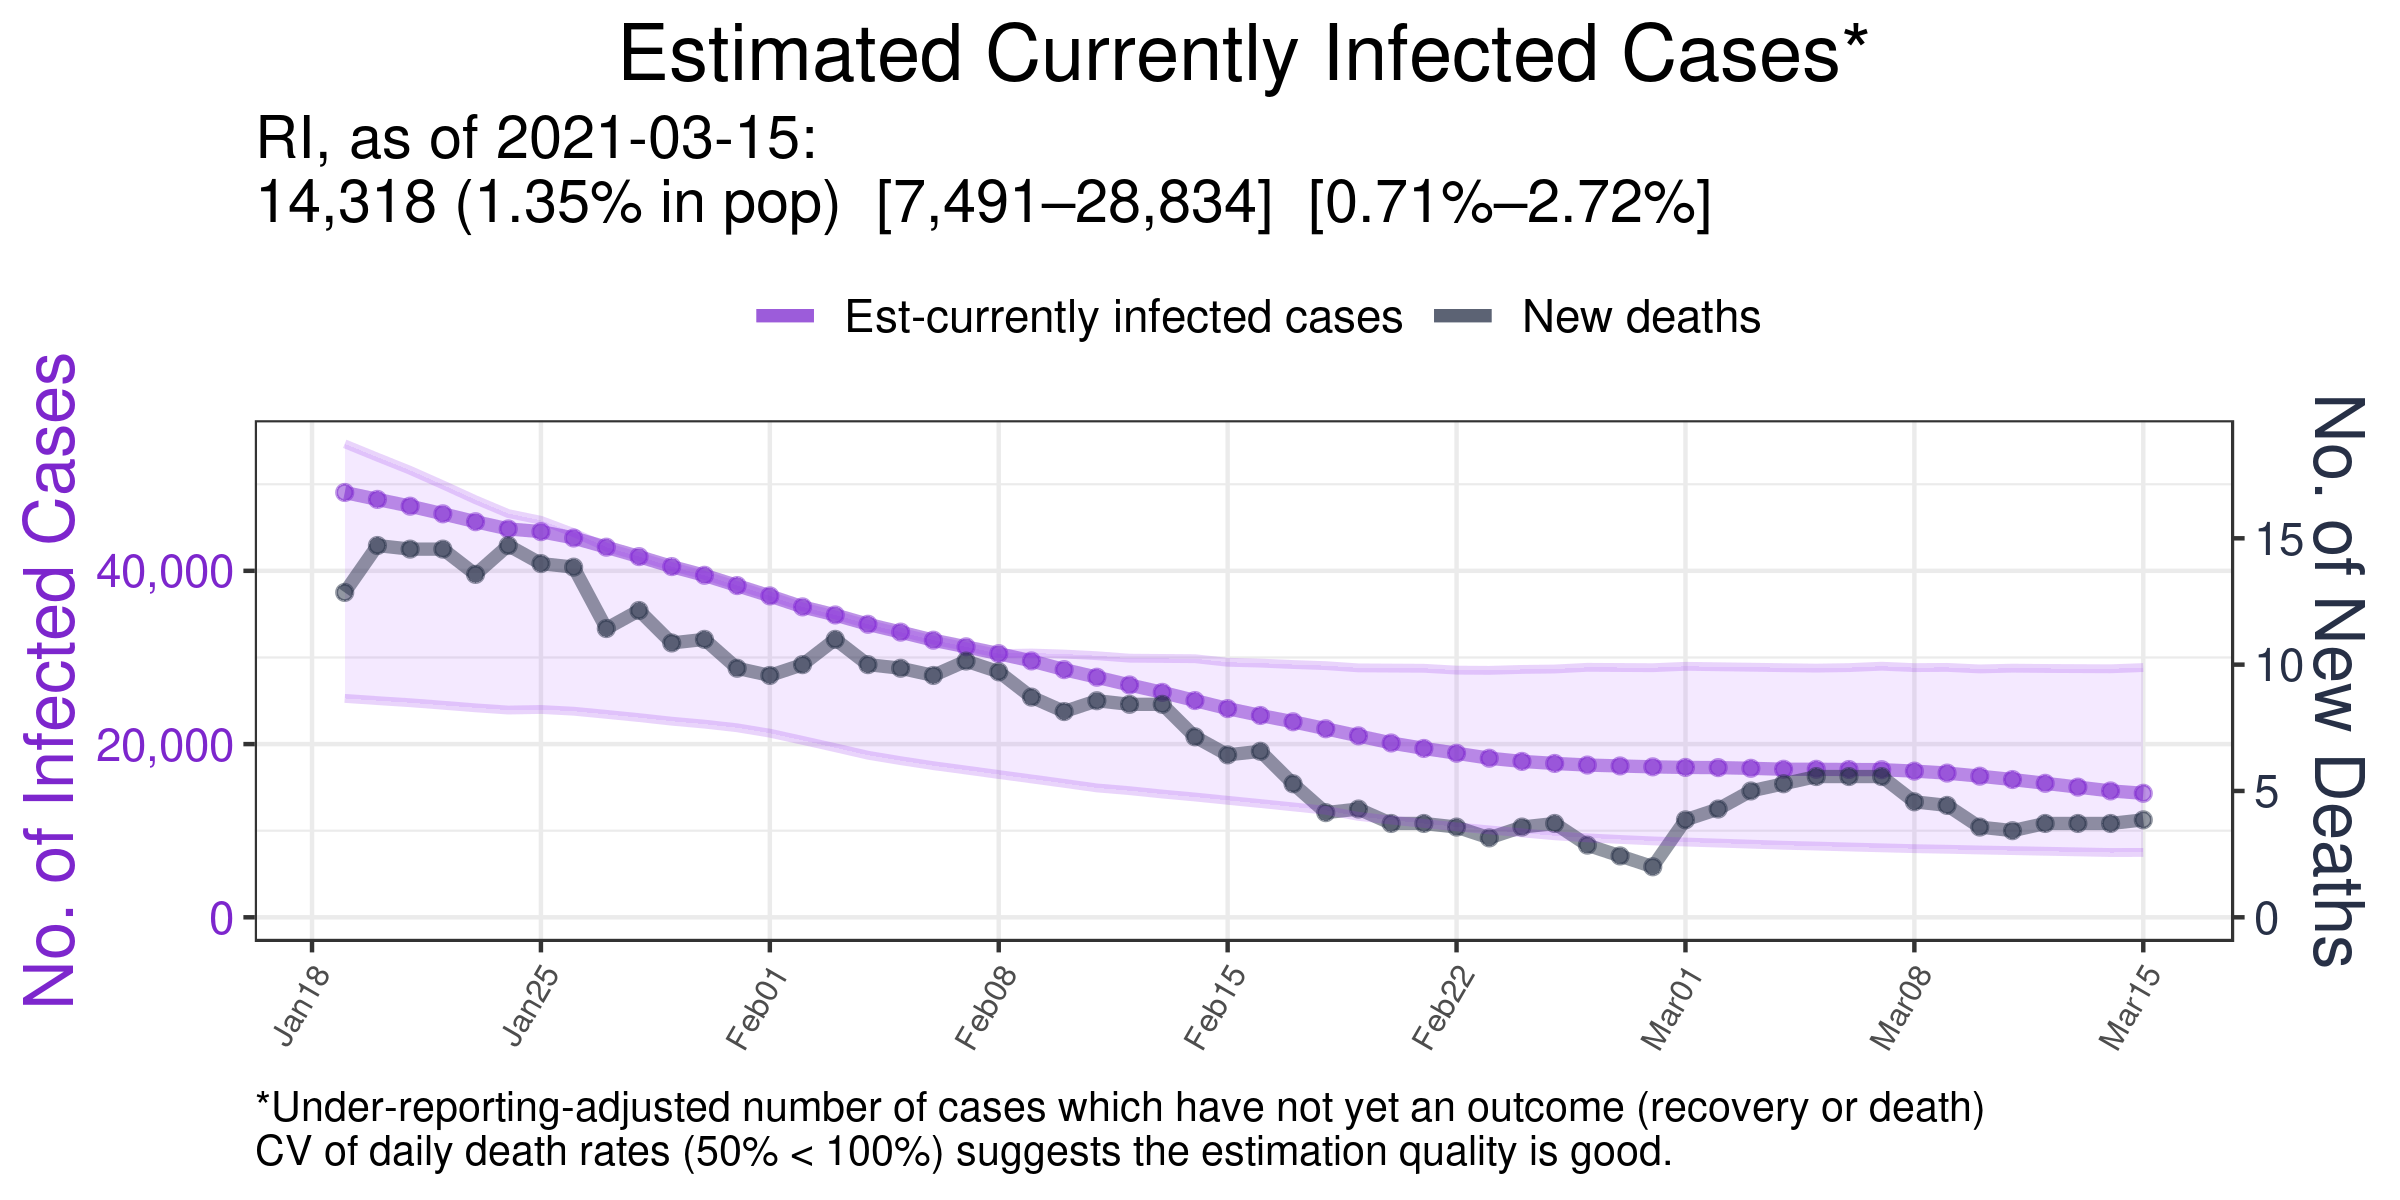 Estimated Currently Infected Cases*
RI, as of 2021-03-15:
14,318 (1.35% in pop)  [7,491–28,834]  [0.71%–2.72%]
Est-currently infected cases
New deaths
No. of Infected Cases
40,000
20,000
0
No. of New Deaths
15
10
5
0
Jan18
Jan25
Feb01
Feb08
Feb15
Feb22
Mar01
Mar08
Mar15
*Under-reporting-adjusted number of cases which have not yet an outcome (recovery or death)
CV of daily death rates (50% < 100%) suggests the estimation quality is good.